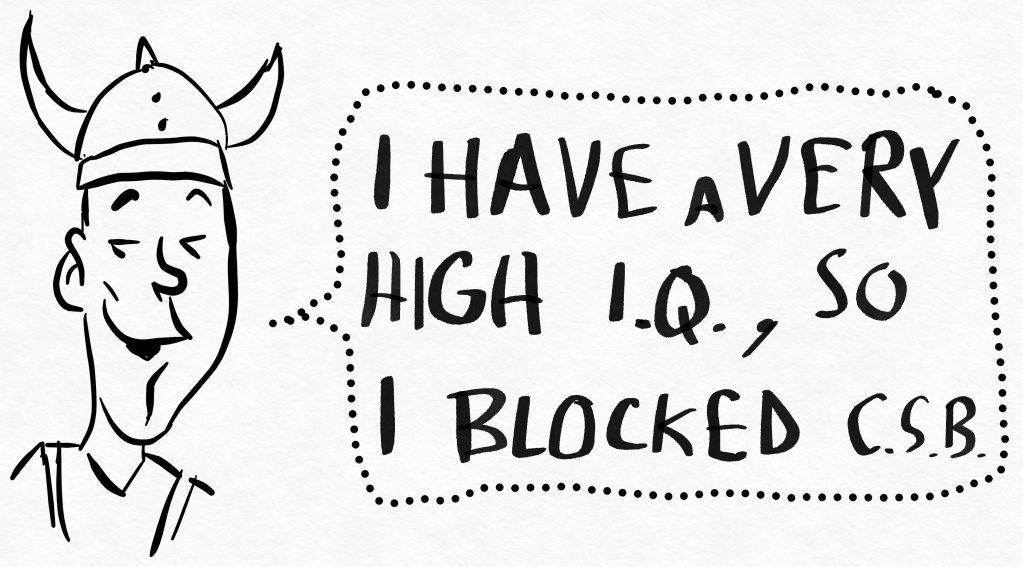 I HAVE A VERY
HIGH I.Q., SO
I BLOCKED C.S.B.